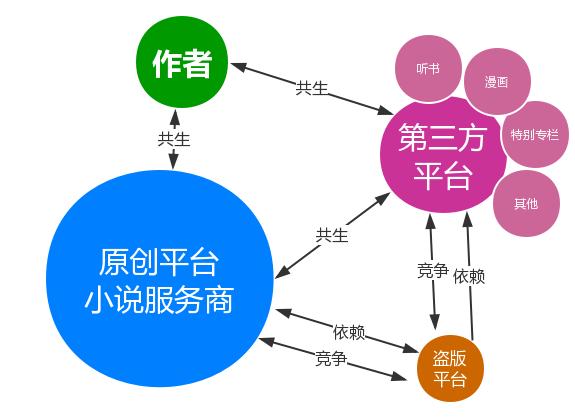 作者
听书
漫画
特别专栏
其他
共生
第三方
平台
共生
共生
原创平台
小说服务商
竞争
依赖
依赖
竞争
盗版
平台